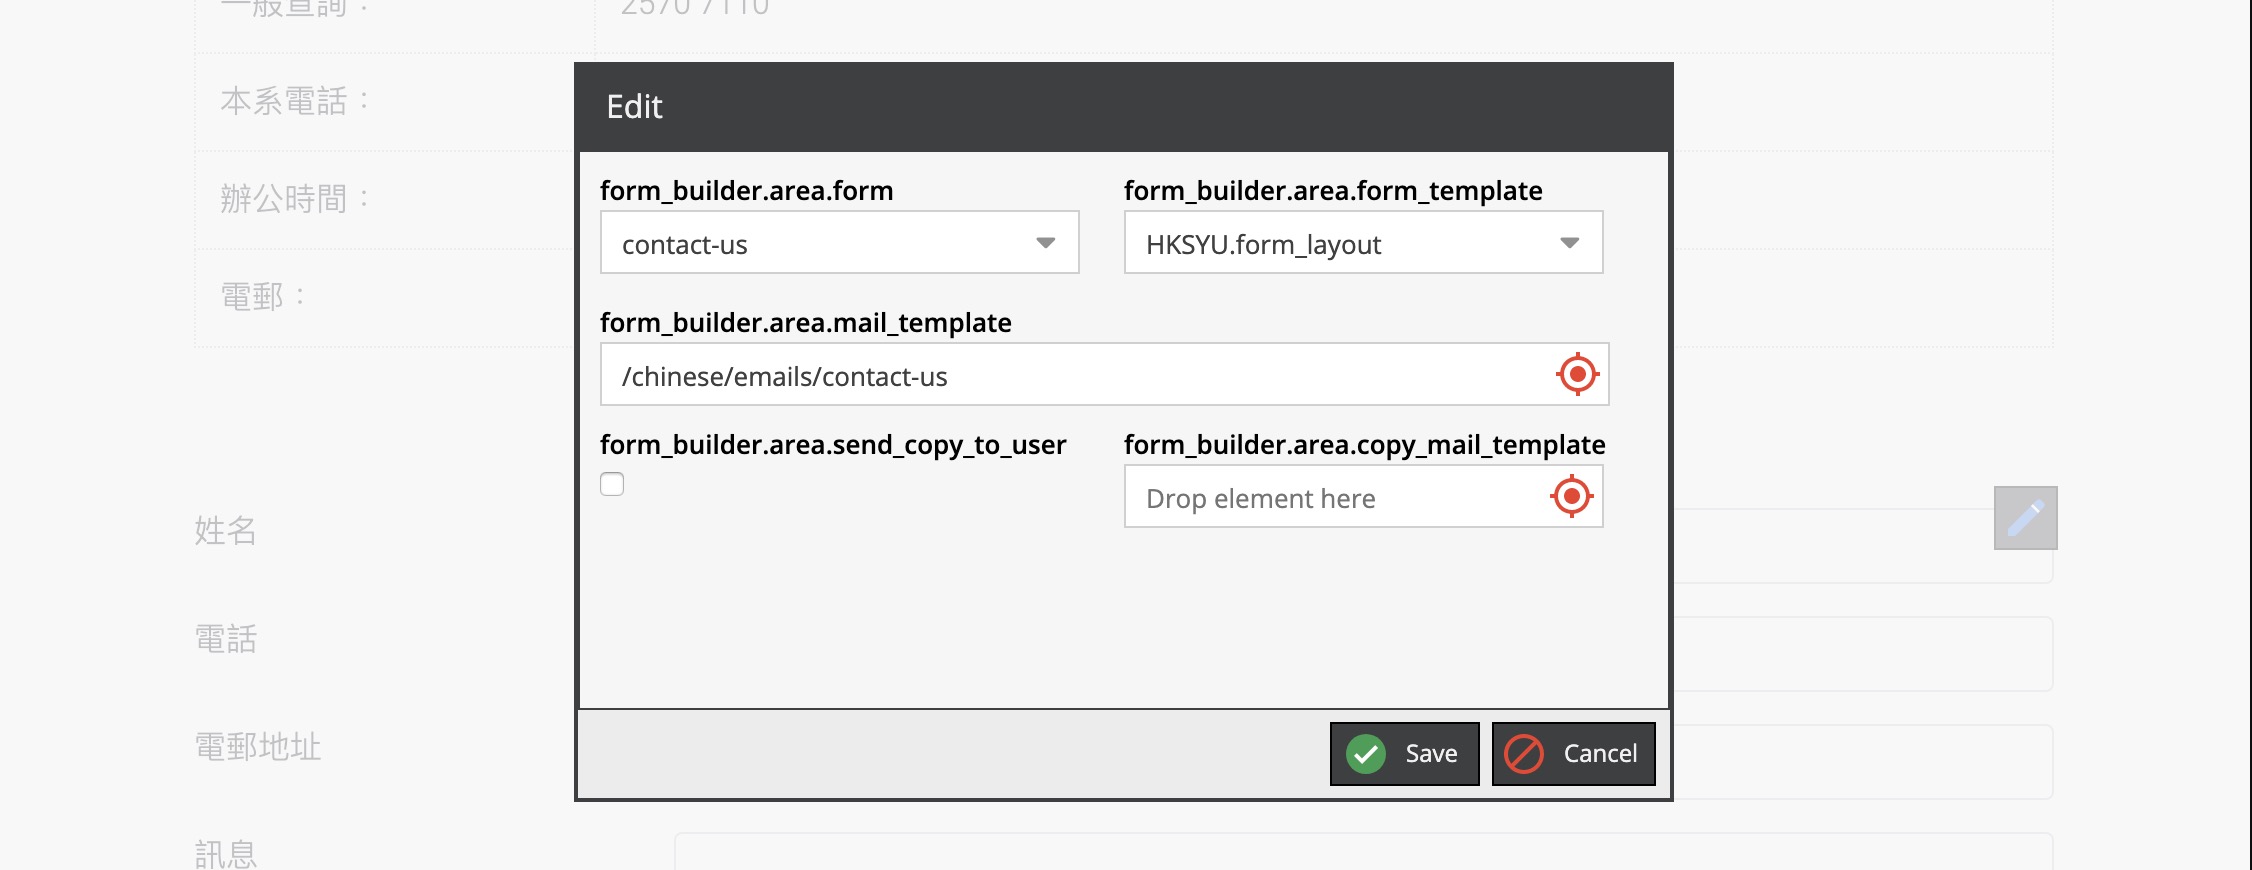 一般查詢：
2570 7110
本系電話：
辦公時間：
電郵：
Edit
form_builder.area.form
form_builder.area.form_template
contact-us
HKSYU.form_layout
form_builder.area.mail_template
/chinese/emails/contact-us
form_builder.area.send_copy_to_user
form_builder.area.copy_mail_template
Drop element here
姓名
電話
電郵地址
訊息
Save
Cancel